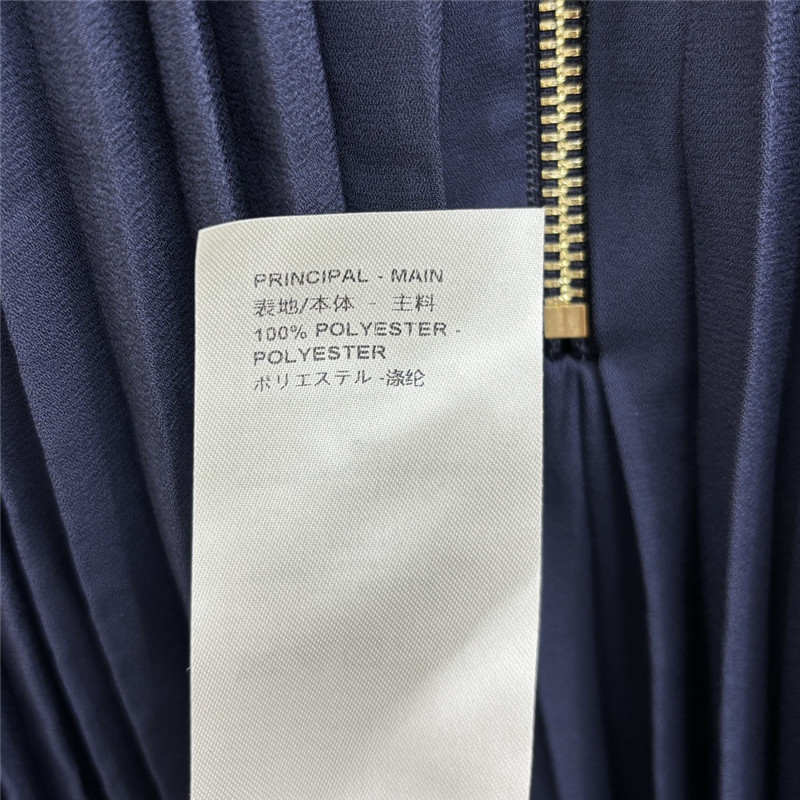 PRINCIPAL - MAIN
表地/本体 - 主料
100% POLYESTER -
POLYESTER
ポリエステル -涤纶